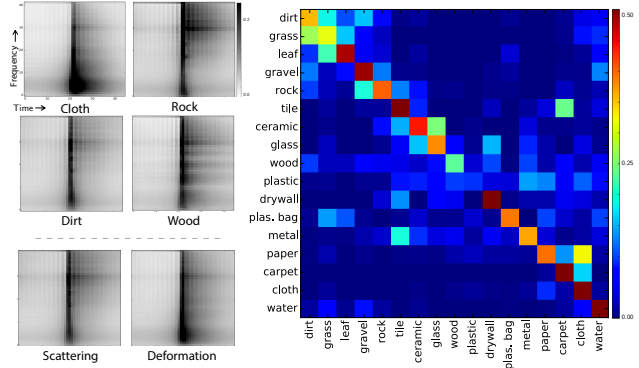 Frequency
Time
Cloth
Rock
0.2
0.0
Dirt
Wood
Scattering
Deformation
dirt
grass
leaf
gravel
rock
tile
ceramic
glass
wood
plastic
drywall
plas. bag
metal
paper
carpet
cloth
water
dirt
grass
leaf
gravel
rock
tile
ceramic
glass
wood
plastic
drywall
plas. bag
metal
paper
carpet
cloth
water
0.50
0.25
0.00